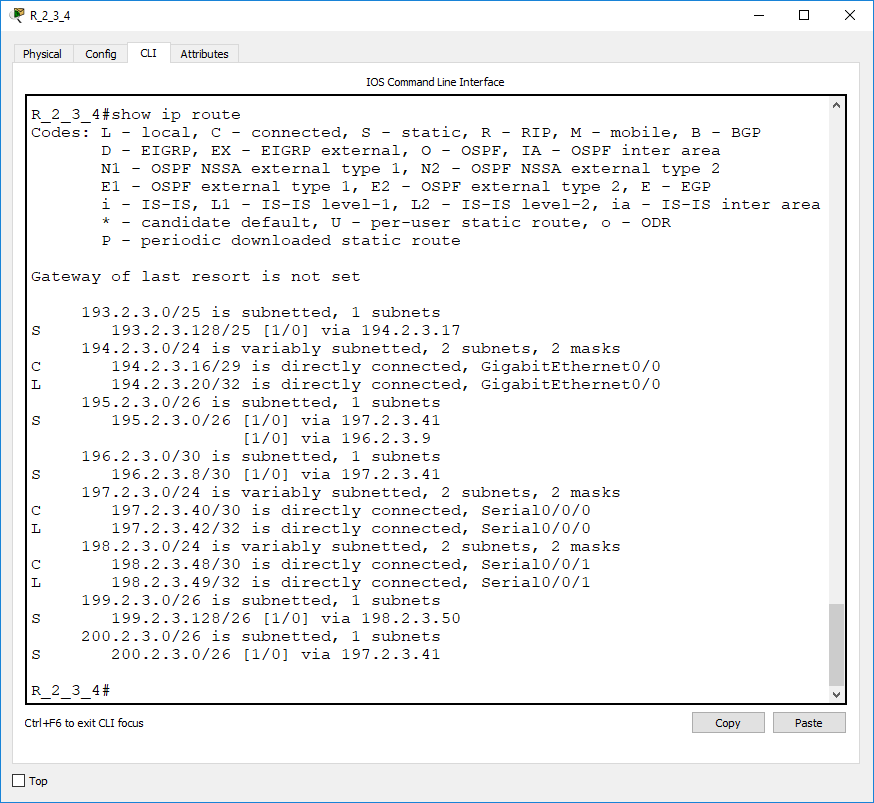 R_2_3_4
Physical Config CLI Attributes
IOS Command Line Interface
R_2_3_4#show ip route
Codes: L - local, C - connected, S - static, R - RIP, M - mobile, B - BGP
D - EIGRP, EX - EIGRP external, O - OSPF, IA - OSPF inter area
N1 - OSPF NSSA external type 1, N2 - OSPF NSSA external type 2
E1 - OSPF external type 1, E2 - OSPF external type 2, E - EGP
i - IS-IS, L1 - IS-IS level-1, L2 - IS-IS level-2, ia - IS-IS inter area
* - candidate default, U - per-user static route, o - ODR
P - periodic downloaded static route
Gateway of last resort is not set
193.2.3.0/25 is subnetted, 1 subnets
S 193.2.3.128/25 [1/0] via 194.2.3.17
194.2.3.0/24 is variably subnetted, 2 subnets, 2 masks
C 194.2.3.16/29 is directly connected, GigabitEthernet0/0
L 194.2.3.20/32 is directly connected, GigabitEthernet0/0
195.2.3.0/26 is subnetted, 1 subnets
S 195.2.3.0/26 [1/0] via 197.2.3.41
[1/0] via 196.2.3.9
196.2.3.0/30 is subnetted, 1 subnets
S 196.2.3.8/30 [1/0] via 197.2.3.41
197.2.3.0/24 is variably subnetted, 2 subnets, 2 masks
C 197.2.3.40/30 is directly connected, Serial0/0/0
L 197.2.3.42/32 is directly connected, Serial0/0/0
198.2.3.0/24 is variably subnetted, 2 subnets, 2 masks
C 198.2.3.48/30 is directly connected, Serial0/0/1
L 198.2.3.49/32 is directly connected, Serial0/0/1
199.2.3.0/26 is subnetted, 1 subnets
S 199.2.3.128/26 [1/0] via 198.2.3.50
200.2.3.0/26 is subnetted, 1 subnets
S 200.2.3.0/26 [1/0] via 197.2.3.41
R_2_3_4#
Ctrl+F6 to exit CLI focus
Copy Paste
Top